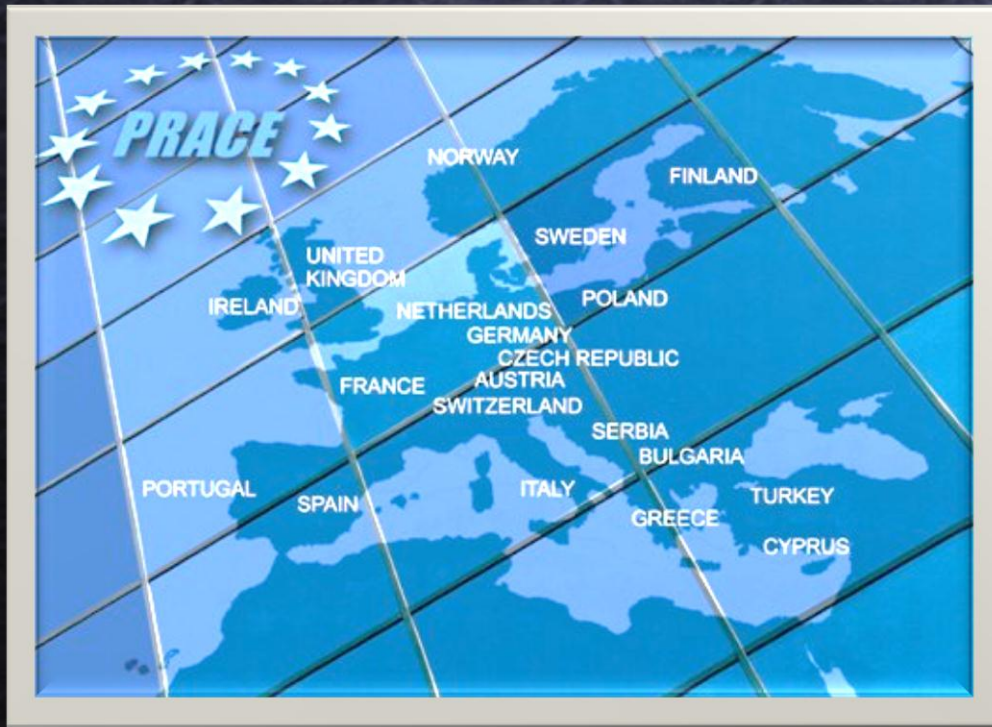 PRACE
NORWAY
FINLAND
SWEDEN
UNITED
KINGDOM
IRELAND
POLAND
NETHERLANDS
GERMANY
CZECH REPUBLIC
FRANCE
AUSTRIA
SWITZERLAND
SERBIA
BULGARIA
PORTUGAL
SPAIN
ITALY
TURKEY
GREECE
CYPRUS